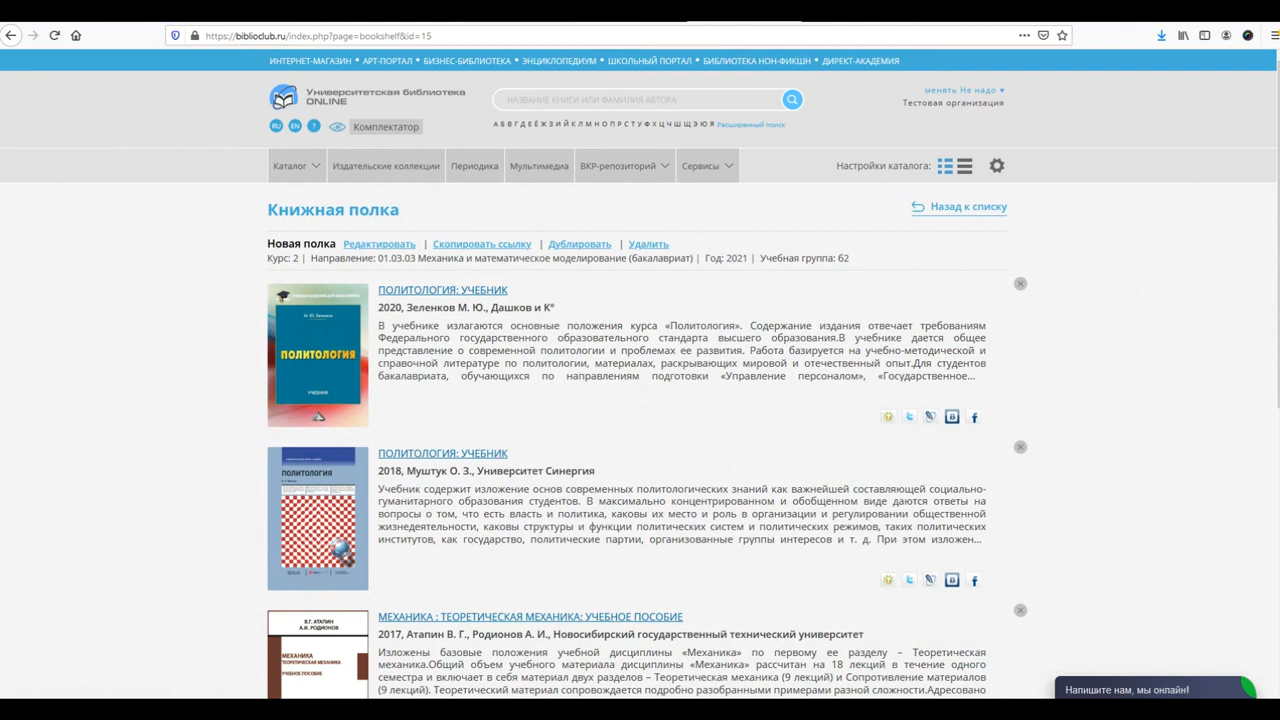 https://biblioclub.ru/index.php?page=bookshelf&id=15
ИНТЕРНЕТ-МАГАЗИН • АРТ-ПОРТАЛ • БИЗНЕС-БИБЛИОТЕКА • ЭНЦИКЛОПЕДИУМ • ШКОЛЬНЫЙ ПОРТАЛ • БИБЛИОТЕКА НОН-ФИКШН • ДИРЕКТ-АКАДЕМИЯ
Университетская библиотека
ONLINE
НАЗВАНИЕ КНИГИ ИЛИ ФАМИЛИЯ АВТОРА
менять Не надо ▾
Тестовая организация
RU EN ? Комплектатор
А Б В Г Д Е Ё Ж З И Й К Л М Н О П Р С Т У Ф Х Ц Ч Ш Щ Э Ю Я Расширенный поиск
Каталог Издательские коллекции Периодика Мультимедиа ВКР-репозиторий Сервисы
Настройки каталога:
Книжная полка
Назад к списку
Новая полка Редактировать | Скопировать ссылку | Дублировать | Удалить
Курс: 2 | Направление: 01.03.03 Механика и математическое моделирование (бакалавриат) | Год: 2021 | Учебная группа: 62
ПОЛИТОЛОГИЯ
УЧЕБНИК
ПОЛИТОЛОГИЯ: УЧЕБНИК
2020, Зеленков М. Ю., Дашков и К°
В учебнике излагаются основные положения курса «Политология». Содержание издания отвечает требованиям
Федерального государственного образовательного стандарта высшего образования.В учебнике дается общее
представление о современной политологии и проблемах ее развития. Работа базируется на учебно-методической и
справочной литературе по политологии, материалах, раскрывающих мировой и отечественный опыт.Для студентов
бакалавриата, обучающихся по направлениям подготовки «Управление персоналом», «Государственное...
ПОЛИТОЛОГИЯ
ПОЛИТОЛОГИЯ: УЧЕБНИК
2018, Муштук О. З., Университет Синергия
Учебник содержит изложение основ современных политологических знаний как важнейшей составляющей социально-
гуманитарного образования студентов. В максимально концентрированном и обобщенном виде даются ответы на
вопросы о том, что есть власть и политика, каковы их место и роль в организации и регулировании общественной
жизнедеятельности, каковы структуры и функции политических систем и политических режимов, таких политических
институтов, как государство, политические партии, организованные группы интересов и т. д. При этом изложен...
В.Г. АТАПИН
А.И. РОДИОНОВ
МЕХАНИКА
ТЕОРЕТИЧЕСКАЯ МЕХАНИКА
УЧЕБНОЕ ПОСОБИЕ
МЕХАНИКА : ТЕОРЕТИЧЕСКАЯ МЕХАНИКА: УЧЕБНОЕ ПОСОБИЕ
2017, Атапин В. Г., Родионов А. И., Новосибирский государственный технический университет
Изложены базовые положения учебной дисциплины «Механика» по первому ее разделу – Теоретическая
механика.Общий объем учебного материала дисциплины «Механика» рассчитан на 18 лекций в течение одного
семестра и включает в себя материал двух разделов – Теоретическая механика (9 лекций) и Сопротивление материалов
(9 лекций). Теоретический материал сопровождается подробно разобранными примерами разной сложности.Адресовано
Напишите нам, мы онлайн!